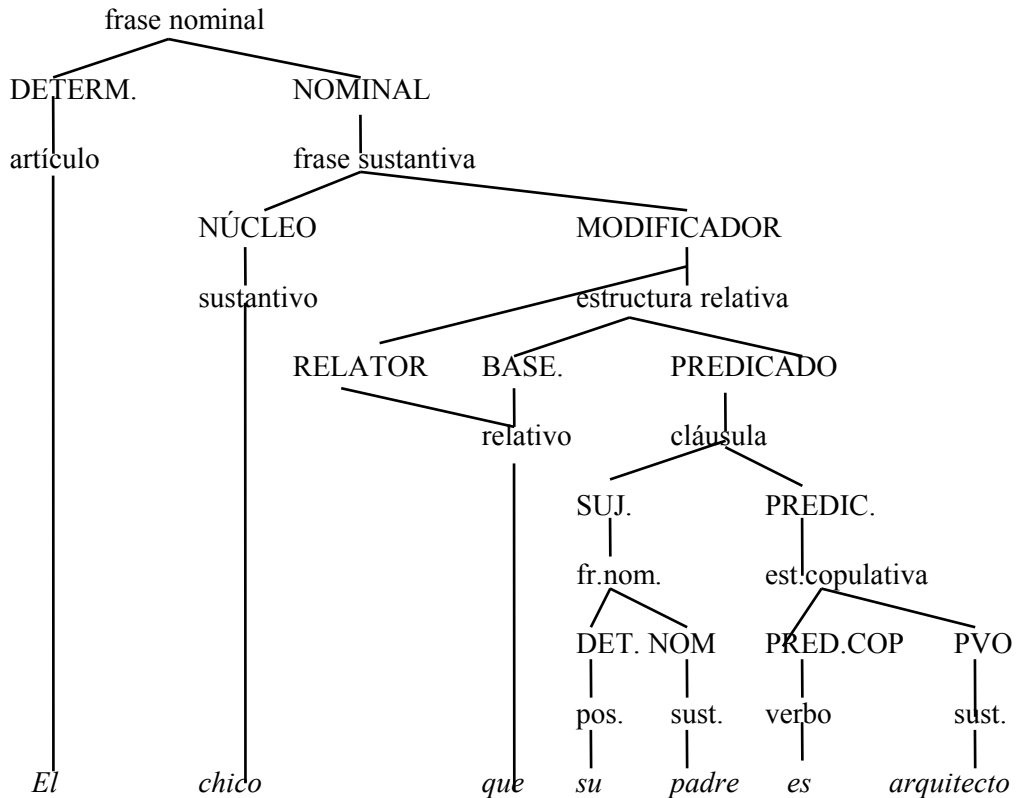 frase nominal
DETERM. NOMINAL
artículo frase sustantiva
NÚCLEO MODIFICADOR
sustantivo estructura relativa
RELATOR BASE. PREDICADO
relativo cláusula
SUJ. PREDIC.
fr.nom. est.copulativa
DET. NOM PRED.COP PVO
pos. sust. verbo sust.
El chico que su padre es arquitecto